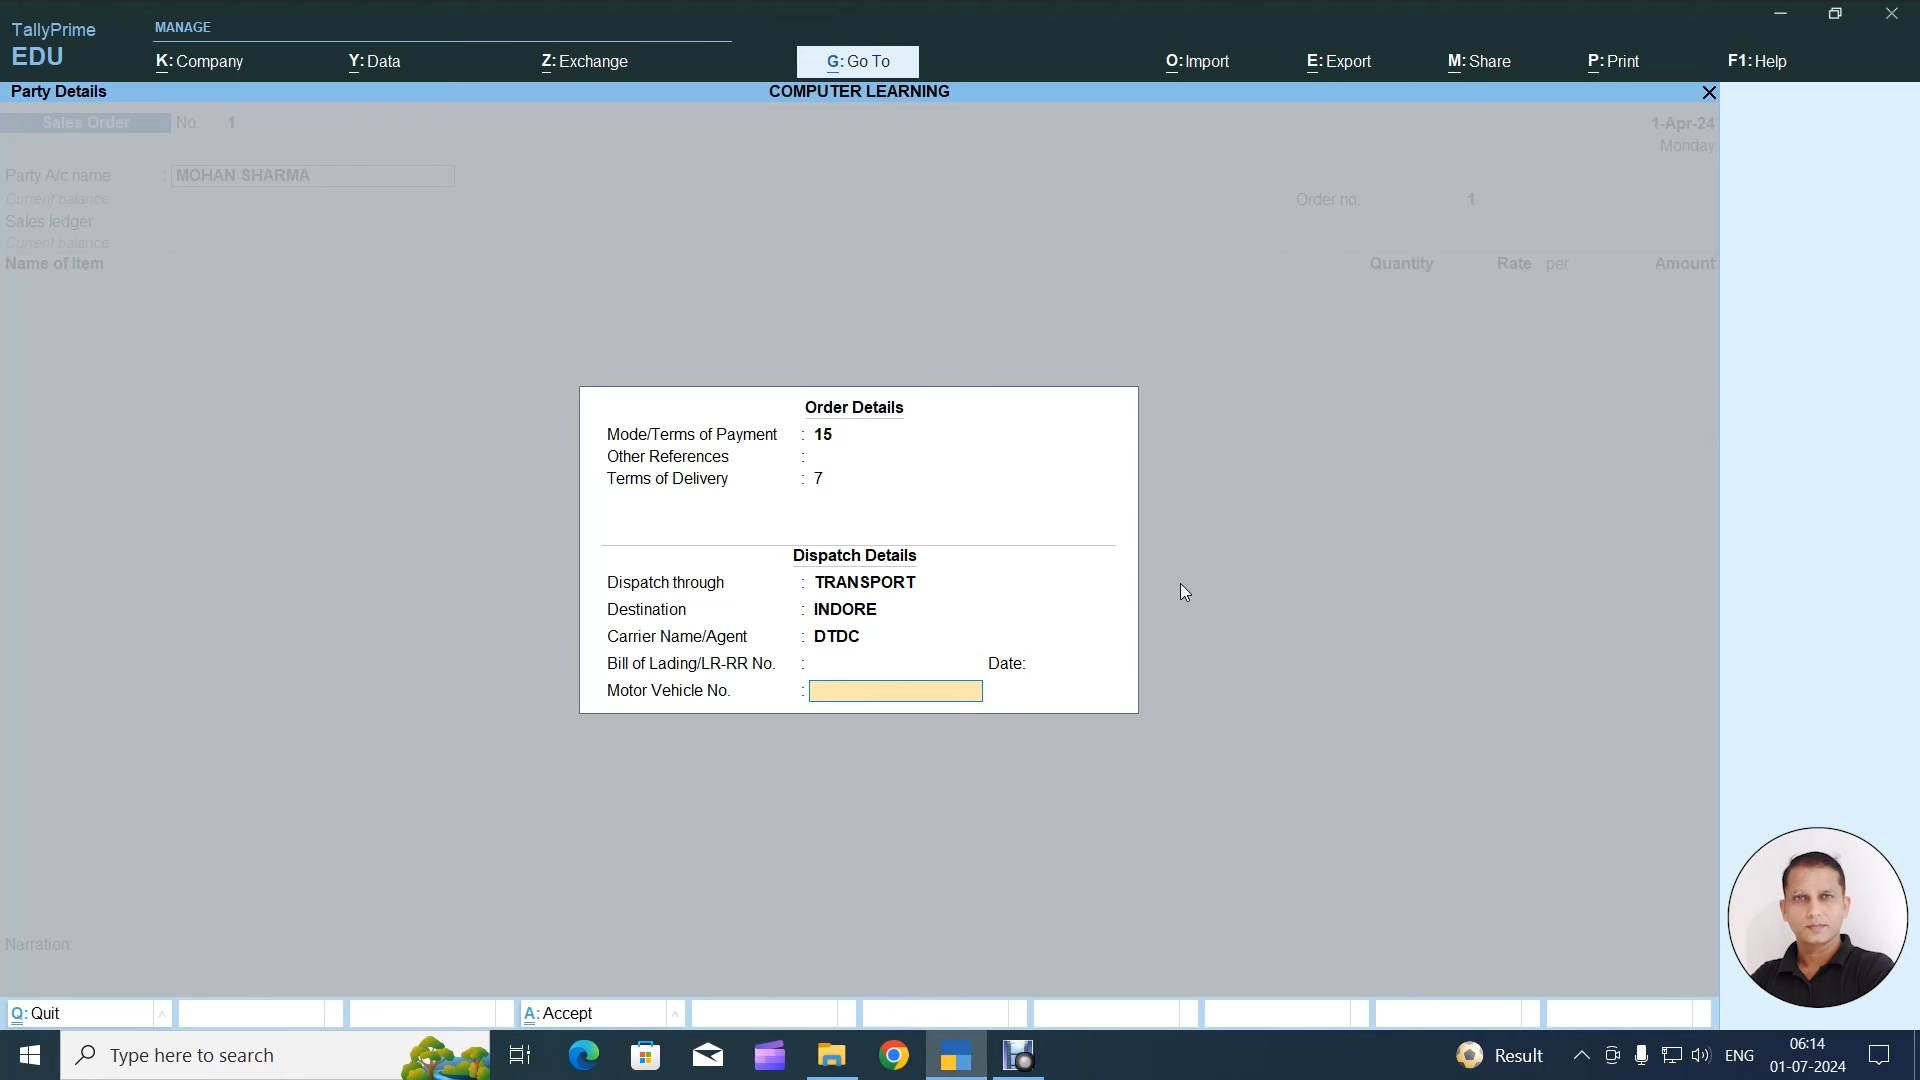 TallyPrime
EDU
MANAGE
K: Company
Y: Data
Z: Exchange
G: Go To
O: Import
E: Export
M: Share
P: Print
F1: Help
Party Details
COMPUTER LEARNING
Sales Order No. 1
1-Apr-24
Monday
Party A/c name : MOHAN SHARMA
Current balance
Order no. 1
Sales ledger
Current balance
Name of Item Quantity Rate per Amount
Order Details
Mode/Terms of Payment : 15
Other References :
Terms of Delivery : 7
Dispatch Details
Dispatch through : TRANSPORT
Destination : INDORE
Carrier Name/Agent : DTDC
Bill of Lading/LR-RR No. : Date:
Motor Vehicle No. :
Narration:
Q: Quit
A: Accept
Type here to search
Result
ENG
06:14
01-07-2024